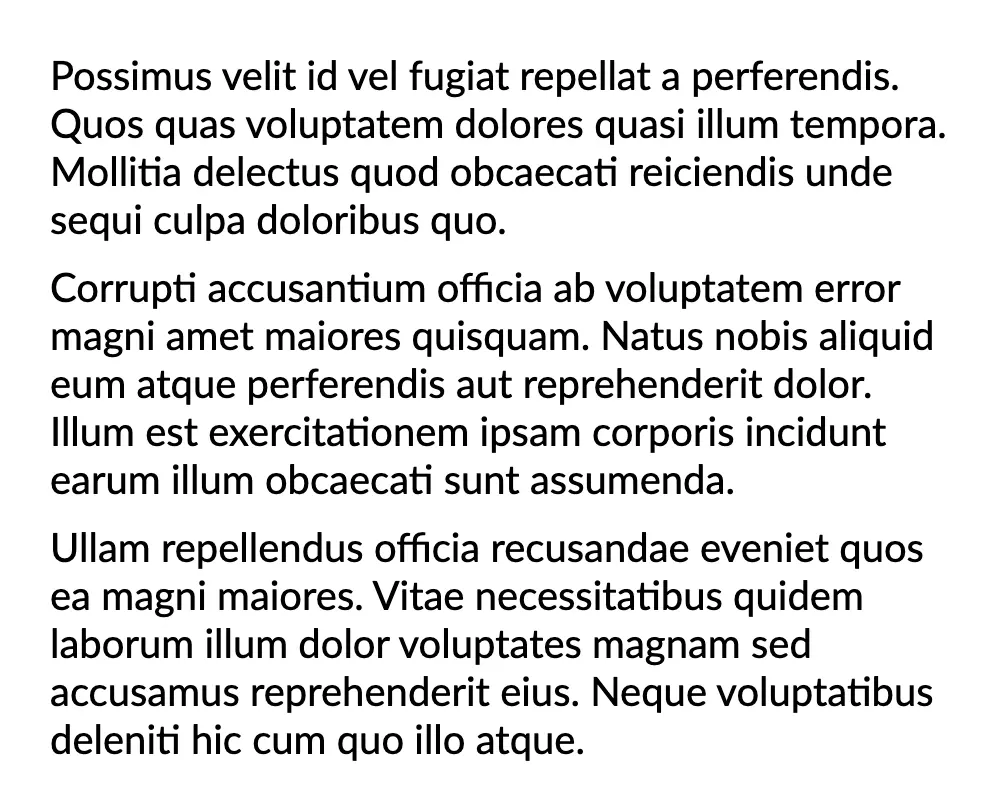 Possimus velit id vel fugiat repellat a perferendis.
Quos quas voluptatem dolores quasi illum tempora.
Mollitia delectus quod obcaecati reiciendis unde
sequi culpa doloribus quo.
Corrupti accusantium officia ab voluptatem error
magni amet maiores quisquam. Natus nobis aliquid
eum atque perferendis aut reprehenderit dolor.
Illum est exercitationem ipsam corporis incidunt
earum illum obcaecati sunt assumenda.
Ullam repellendus officia recusandae eveniet quos
ea magni maiores. Vitae necessitatibus quidem
laborum illum dolor voluptates magnam sed
accusamus reprehenderit eius. Neque voluptatibus
deleniti hic cum quo illo atque.